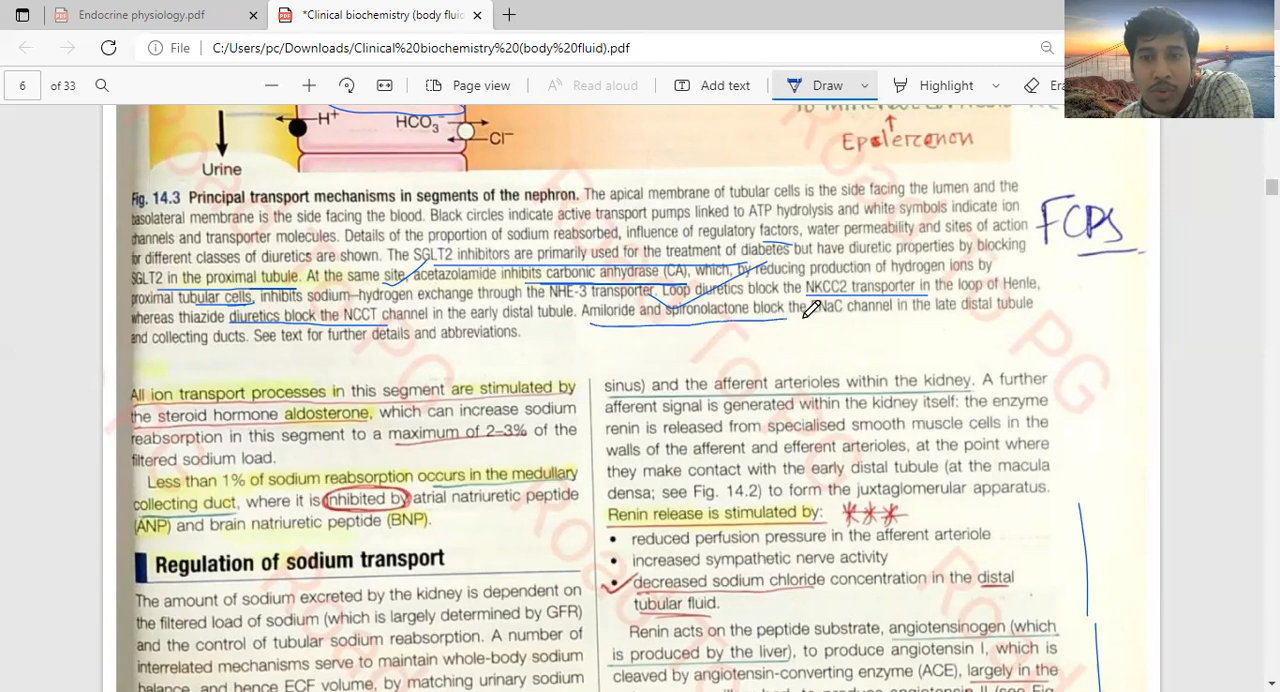 Endocrine physiology.pdf
*Clinical biochemistry (body fluid
File
C:/Users/pc/Downloads/Clinical%20biochemistry%20(body%20fluid).pdf
6
of 33
Page view
Read aloud
Add text
Draw
Highlight
H+
HCO3-
Cl-
Urine
Epelerenon
FCPS
Fig. 14.3 Principal transport mechanisms in segments of the nephron. The apical membrane of tubular cells is the side facing the lumen and the
basolateral membrane is the side facing the blood. Black circles indicate active transport pumps linked to ATP hydrolysis and white symbols indicate ion
channels and transporter molecules. Details of the proportion of sodium reabsorbed, influence of regulatory factors, water permeability and sites of action
for different classes of diuretics are shown. The SGLT2 inhibitors are primarily used for the treatment of diabetes but have diuretic properties by blocking
SGLT2 in the proximal tubule. At the same site, acetazolamide inhibits carbonic anhydrase (CA), which, by reducing production of hydrogen ions by
proximal tubular cells, inhibits sodium–hydrogen exchange through the NHE-3 transporter. Loop diuretics block the NKCC2 transporter in the loop of Henle,
whereas thiazide diuretics block the NCCT channel in the early distal tubule. Amiloride and spironolactone block the ENaC channel in the late distal tubule
and collecting ducts. See text for further details and abbreviations.
All ion transport processes in this segment are stimulated by
the steroid hormone aldosterone, which can increase sodium
reabsorption in this segment to a maximum of 2–3% of the
filtered sodium load.
Less than 1% of sodium reabsorption occurs in the medullary
collecting duct, where it is inhibited by atrial natriuretic peptide
(ANP) and brain natriuretic peptide (BNP).
Regulation of sodium transport
The amount of sodium excreted by the kidney is dependent on
the filtered load of sodium (which is largely determined by GFR)
and the control of tubular sodium reabsorption. A number of
interrelated mechanisms serve to maintain whole-body sodium
balance, and hence ECF volume, by matching urinary sodium
sinus) and the afferent arterioles within the kidney. A further
afferent signal is generated within the kidney itself: the enzyme
renin is released from specialised smooth muscle cells in the
walls of the afferent and efferent arterioles, at the point where
they make contact with the early distal tubule (at the macula
densa; see Fig. 14.2) to form the juxtaglomerular apparatus.
Renin release is stimulated by:
• reduced perfusion pressure in the afferent arteriole
• increased sympathetic nerve activity
• decreased sodium chloride concentration in the distal
tubular fluid.
Renin acts on the peptide substrate, angiotensinogen (which
is produced by the liver), to produce angiotensin I, which is
cleaved by angiotensin-converting enzyme (ACE), largely in the
Road To PG